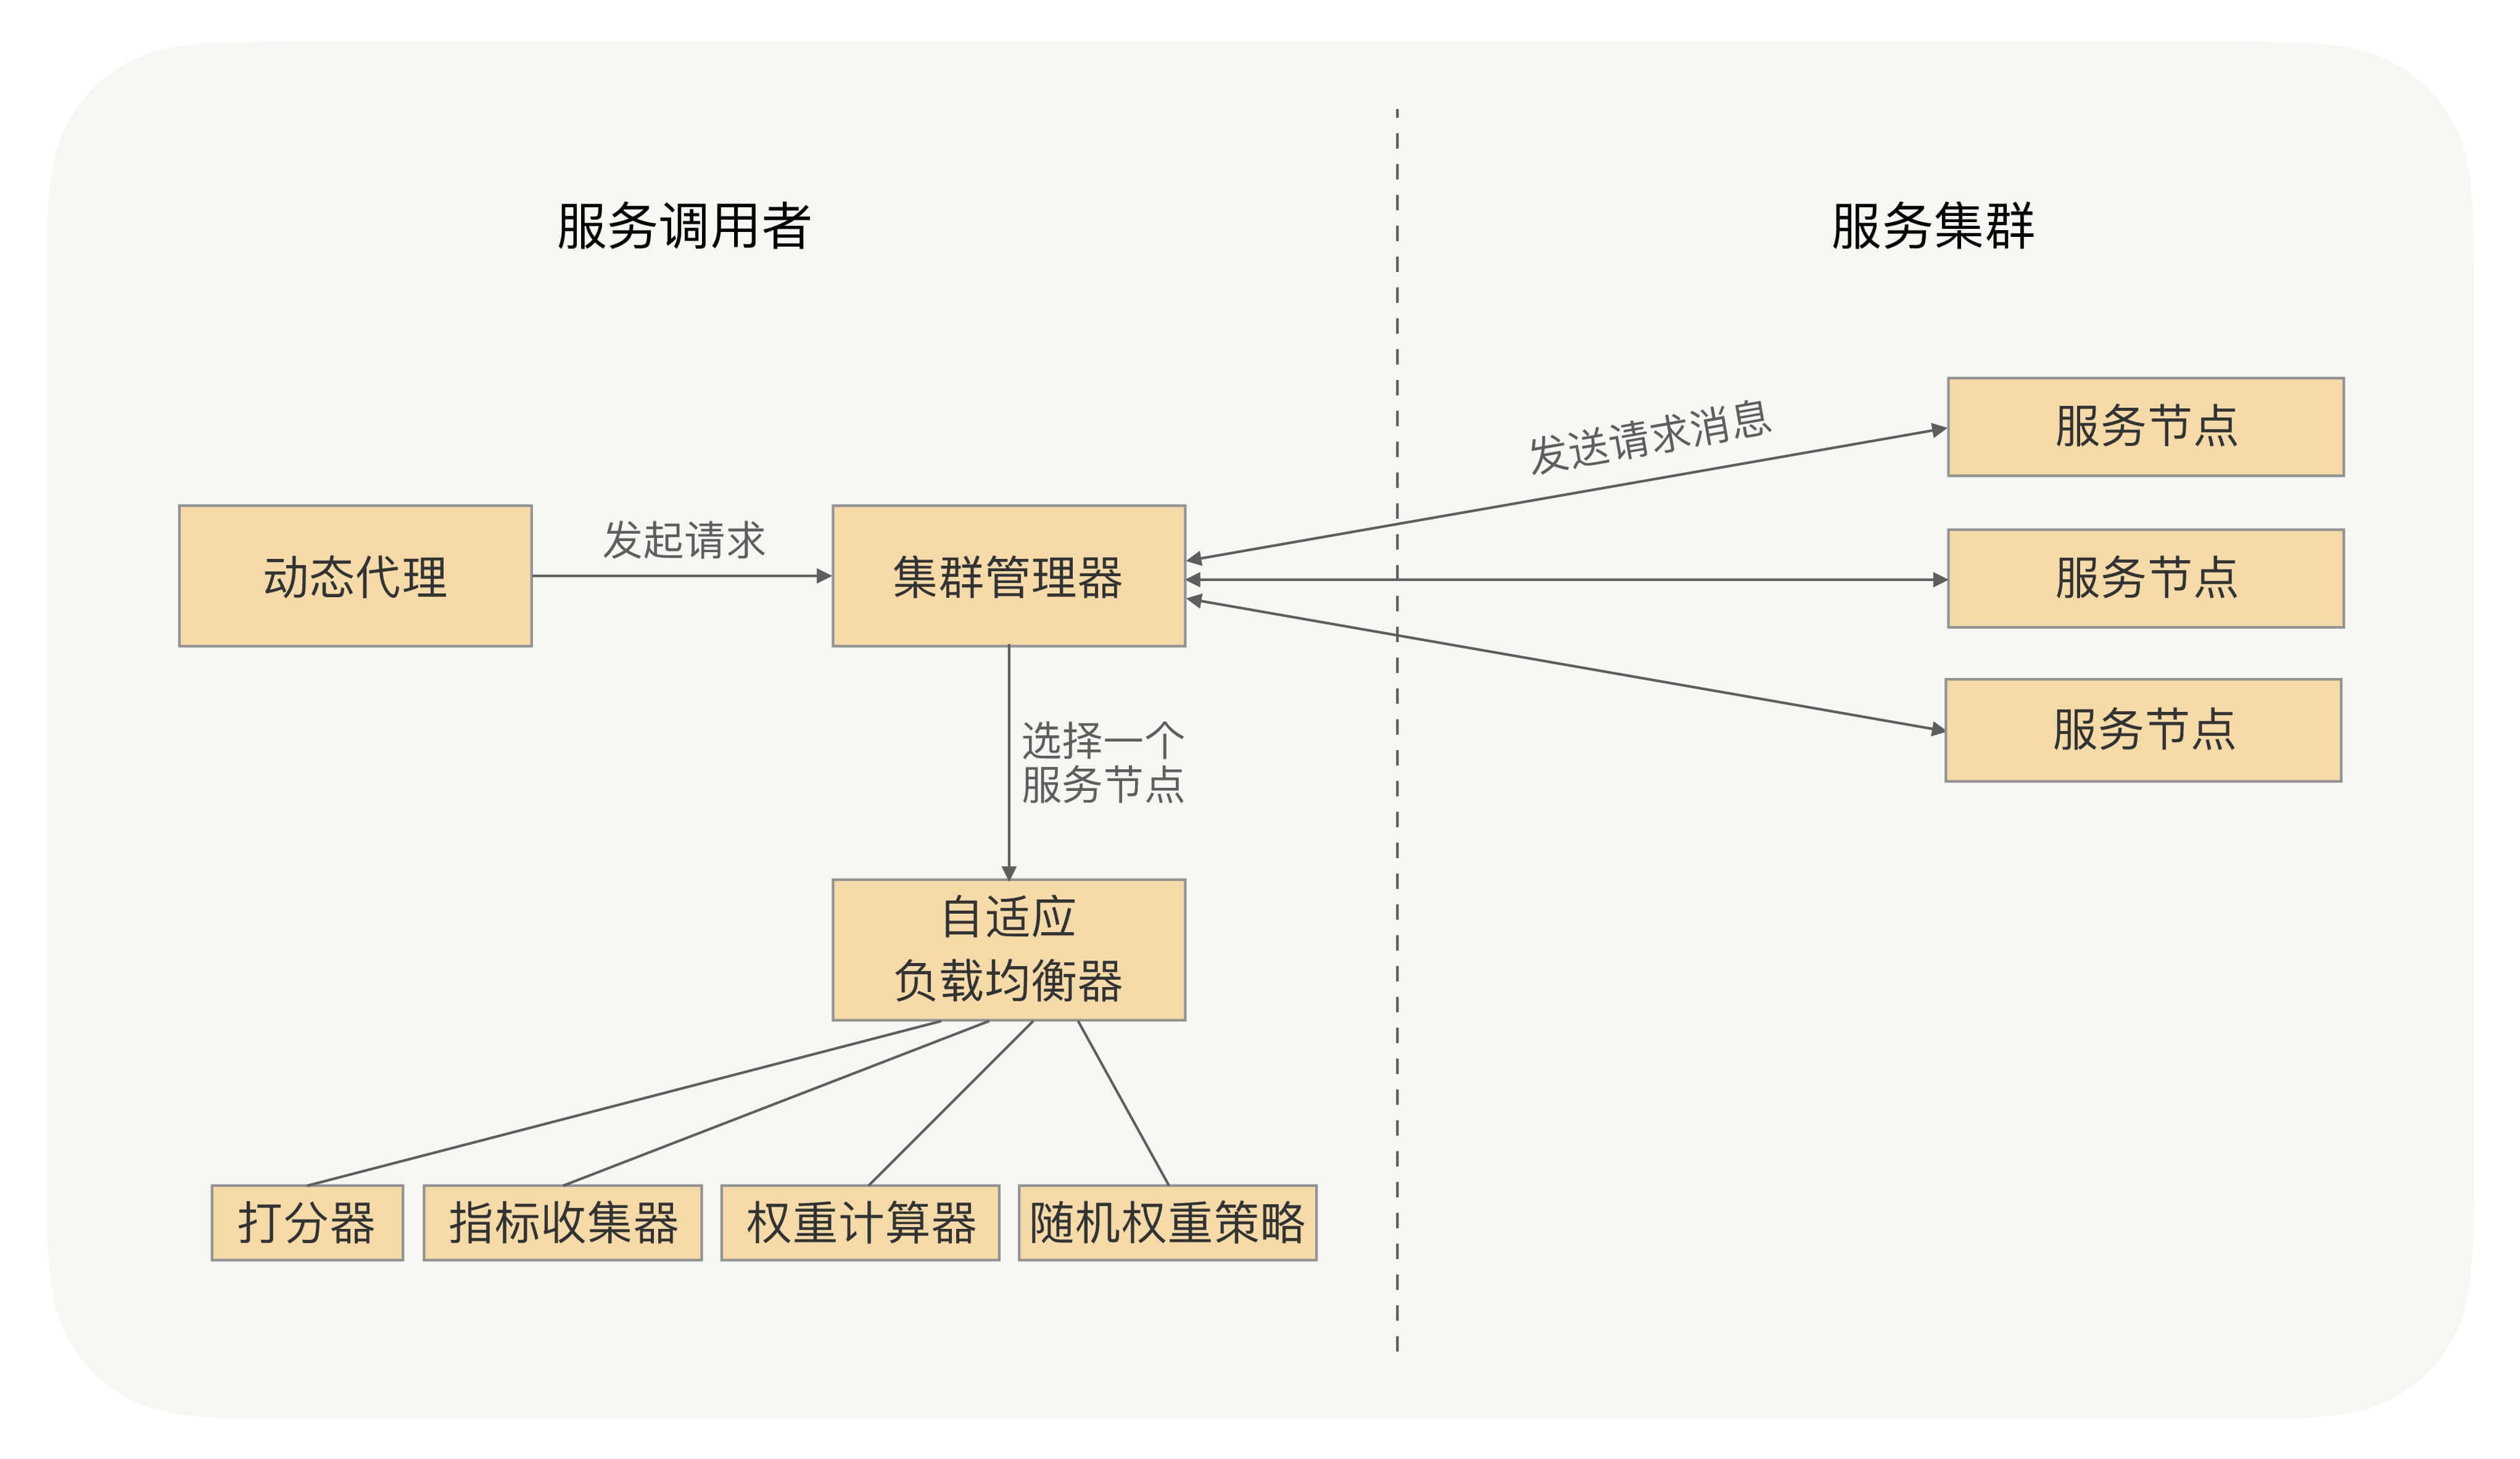 服务调用者
服务集群
发送请求消息
服务节点
发起请求
动态代理
集群管理器
服务节点
选择一个
服务节点
服务节点
自适应
负载均衡器
打分器
指标收集器
权重计算器
随机权重策略